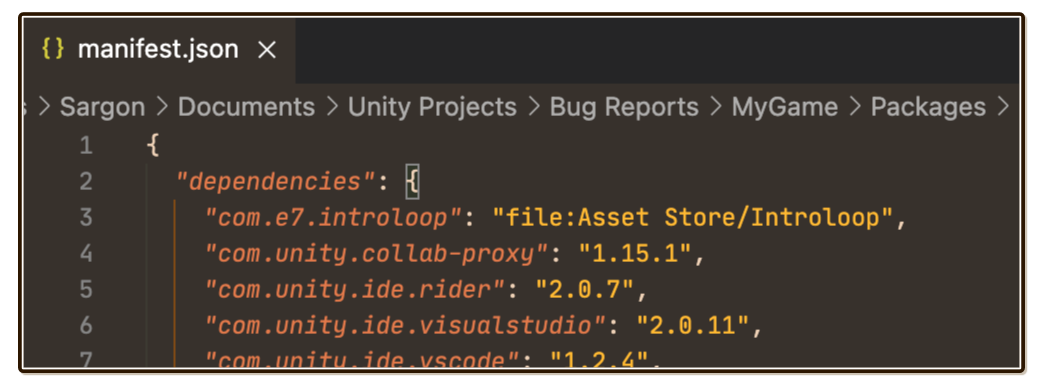 {} manifest.json ×
s > Sargon > Documents > Unity Projects > Bug Reports > MyGame > Packages >
1 {
2 "dependencies": {
3 "com.e7.introloop": "file:Asset Store/Introloop",
4 "com.unity.collab-proxy": "1.15.1",
5 "com.unity.ide.rider": "2.0.7",
6 "com.unity.ide.visualstudio": "2.0.11",
7 "com.unity.ide.vscode": "1.2.4",